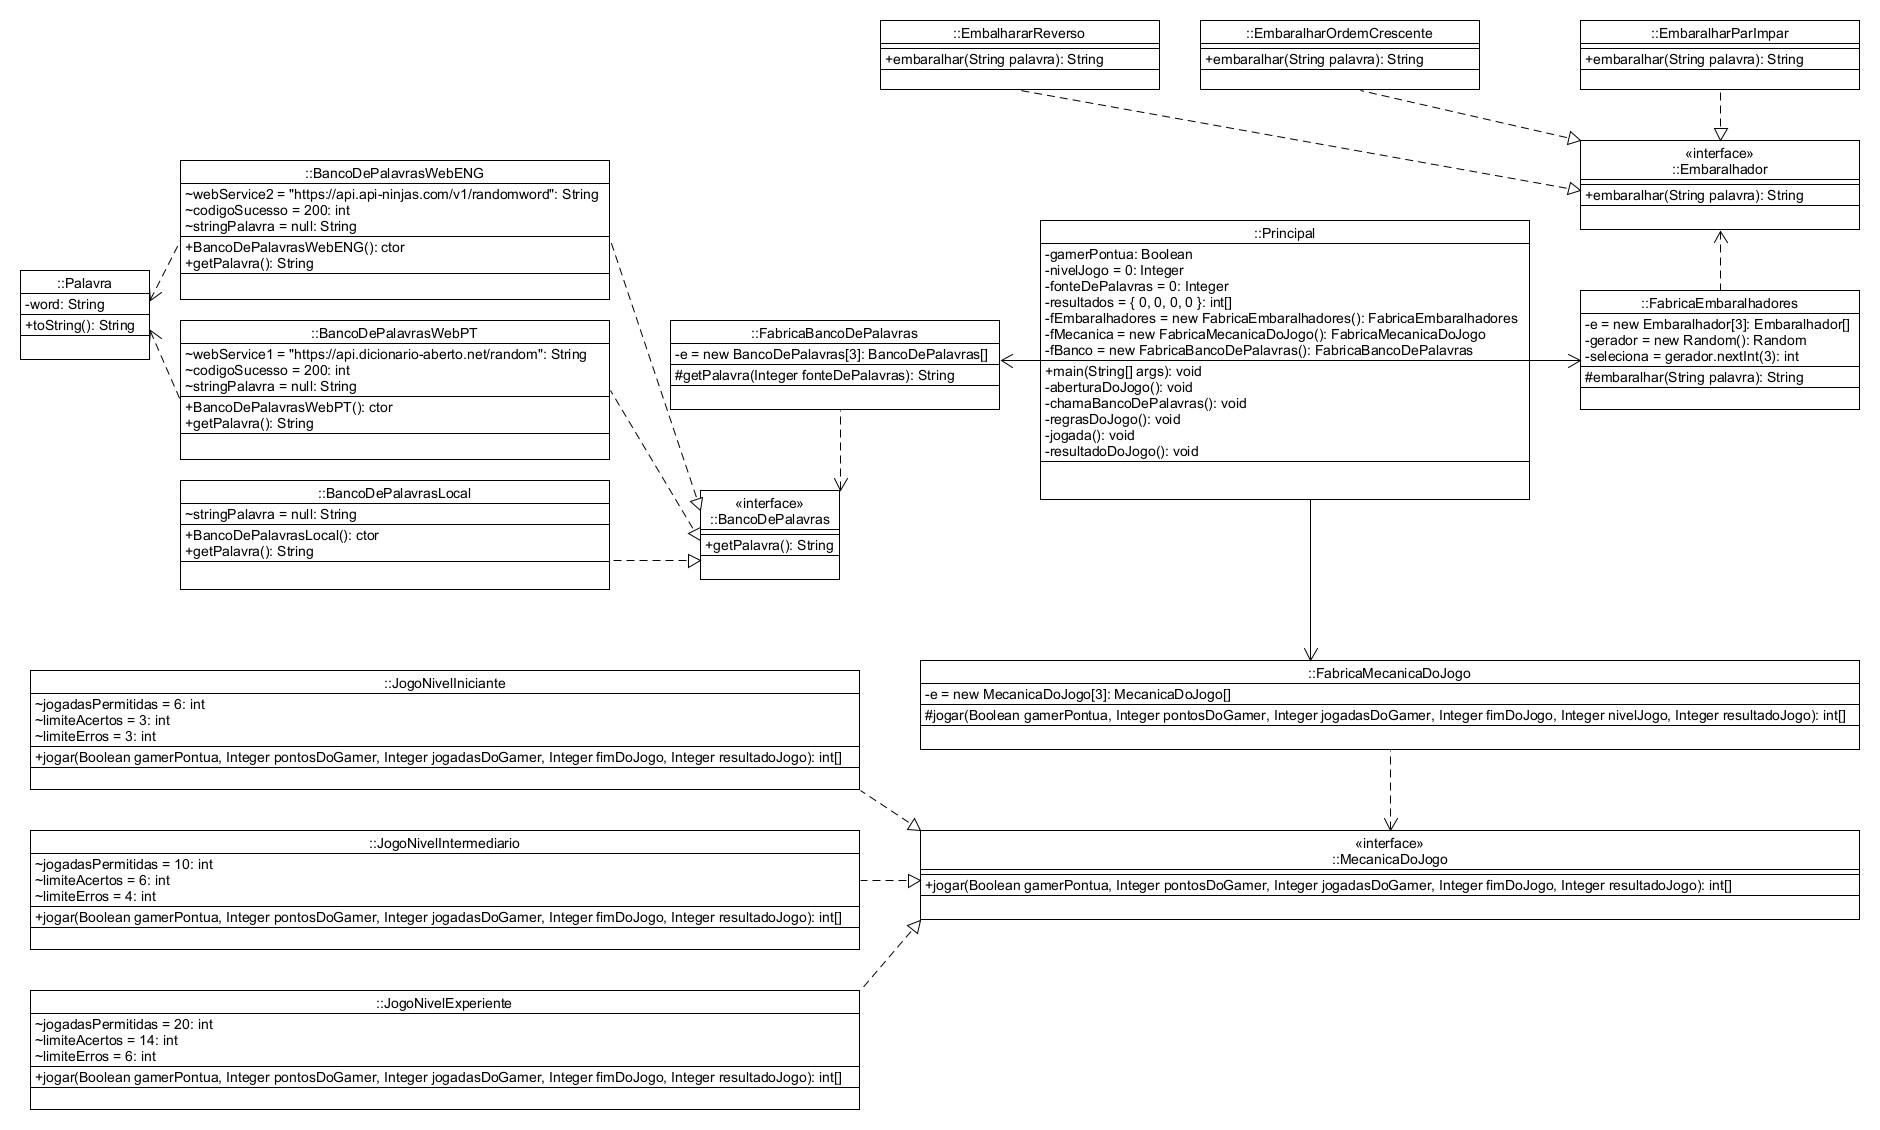 ::EmbalhararReverso
+embaralhar(String palavra): String
::EmbaralharOrdemCrescente
+embaralhar(String palavra): String
::EmbaralharParImpar
+embaralhar(String palavra): String
«interface»
::Embaralhador
+embaralhar(String palavra): String
::BancoDePalavrasWebENG
~webService2 = "https://api.api-ninjas.com/v1/randomword": String
~codigoSucesso = 200: int
~stringPalavra = null: String
+BancoDePalavrasWebENG(): ctor
+getPalavra(): String
::Palavra
-word: String
+toString(): String
::BancoDePalavrasWebPT
~webService1 = "https://api.dicionario-aberto.net/random": String
~codigoSucesso = 200: int
~stringPalavra = null: String
+BancoDePalavrasWebPT(): ctor
+getPalavra(): String
::BancoDePalavrasLocal
~stringPalavra = null: String
+BancoDePalavrasLocal(): ctor
+getPalavra(): String
::FabricaBancoDePalavras
-e = new BancoDePalavras[3]: BancoDePalavras[]
#getPalavra(Integer fonteDePalavras): String
«interface»
::BancoDePalavras
+getPalavra(): String
::Principal
-gamerPontua: Boolean
-nivelJogo = 0: Integer
-fonteDePalavras = 0: Integer
-resultados = { 0, 0, 0, 0 }: int[]
-fEmbaralhadores = new FabricaEmbaralhadores(): FabricaEmbaralhadores
-fMecanica = new FabricaMecanicaDoJogo(): FabricaMecanicaDoJogo
-fBanco = new FabricaBancoDePalavras(): FabricaBancoDePalavras
+main(String[] args): void
-aberturaDoJogo(): void
-chamaBancoDePalavras(): void
-regrasDoJogo(): void
-jogada(): void
-resultadoDoJogo(): void
::FabricaEmbaralhadores
-e = new Embaralhador[3]: Embaralhador[]
-gerador = new Random(): Random
-seleciona = gerador.nextInt(3): int
#embaralhar(String palavra): String
::FabricaMecanicaDoJogo
-e = new MecanicaDoJogo[3]: MecanicaDoJogo[]
#jogar(Boolean gamerPontua, Integer pontosDoGamer, Integer jogadasDoGamer, Integer fimDoJogo, Integer nivelJogo, Integer resultadoJogo): int[]
::JogoNivelIniciante
~jogadasPermitidas = 6: int
~limiteAcertos = 3: int
~limiteErros = 3: int
+jogar(Boolean gamerPontua, Integer pontosDoGamer, Integer jogadasDoGamer, Integer fimDoJogo, Integer resultadoJogo): int[]
::JogoNivelIntermediario
~jogadasPermitidas = 10: int
~limiteAcertos = 6: int
~limiteErros = 4: int
+jogar(Boolean gamerPontua, Integer pontosDoGamer, Integer jogadasDoGamer, Integer fimDoJogo, Integer resultadoJogo): int[]
«interface»
::MecanicaDoJogo
+jogar(Boolean gamerPontua, Integer pontosDoGamer, Integer jogadasDoGamer, Integer fimDoJogo, Integer resultadoJogo): int[]
::JogoNivelExperiente
~jogadasPermitidas = 20: int
~limiteAcertos = 14: int
~limiteErros = 6: int
+jogar(Boolean gamerPontua, Integer pontosDoGamer, Integer jogadasDoGamer, Integer fimDoJogo, Integer resultadoJogo): int[]